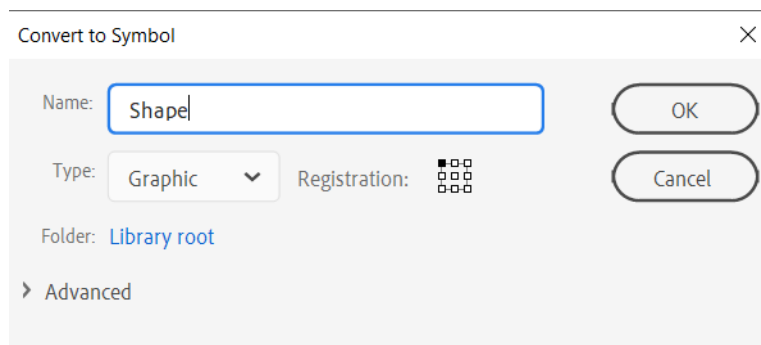 Convert to Symbol
Name: Shape OK
Type: Graphic Registration: Cancel
Folder: Library root
Advanced